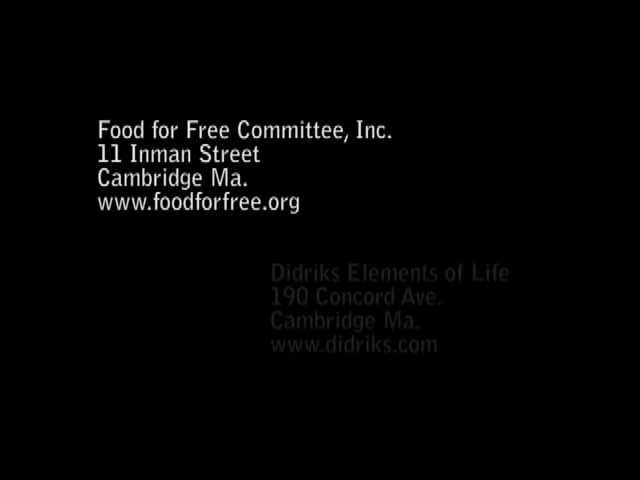 Food for Free Committee, Inc.
11 Inman Street
Cambridge Ma.
www.foodforfree.org
Didriks Elements of Life
190 Concord Ave.
Cambridge Ma.
www.didriks.com